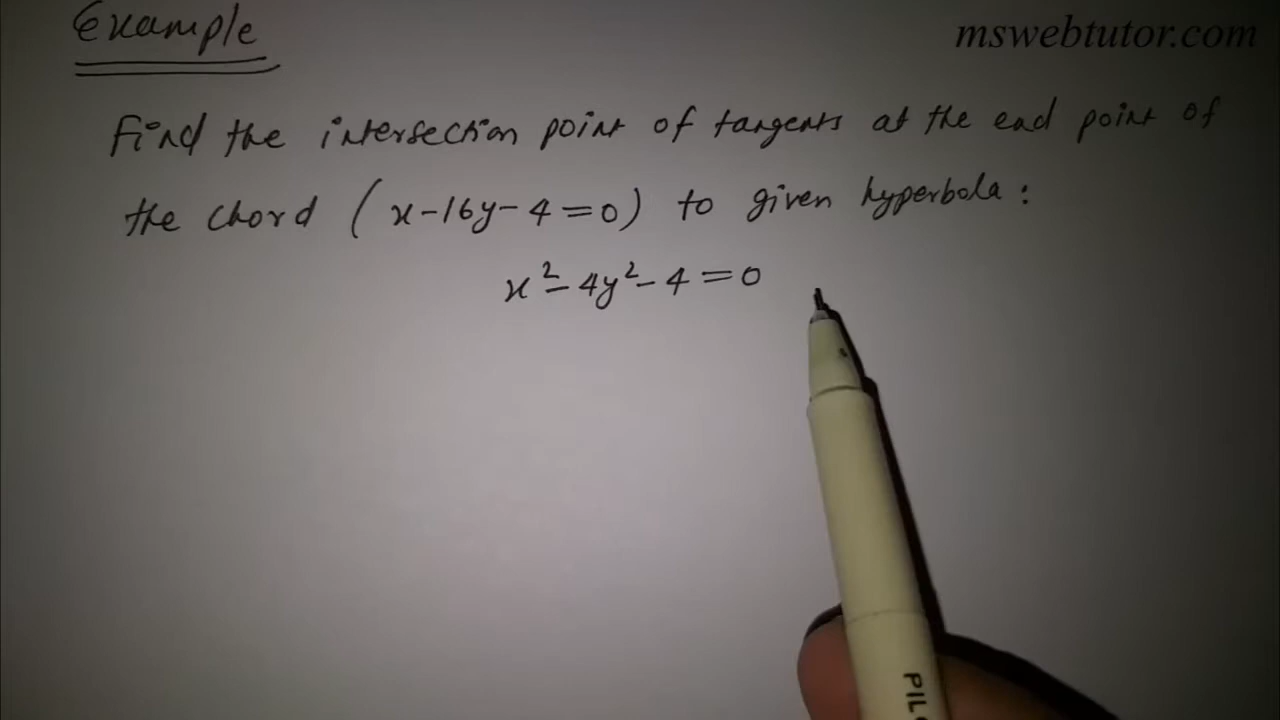 Example
mswebtutor.com
Find the intersection point of tangents at the end point of
the chord (x-16y-4=0) to given hyperbola:
x²-4y²-4=0
PIL